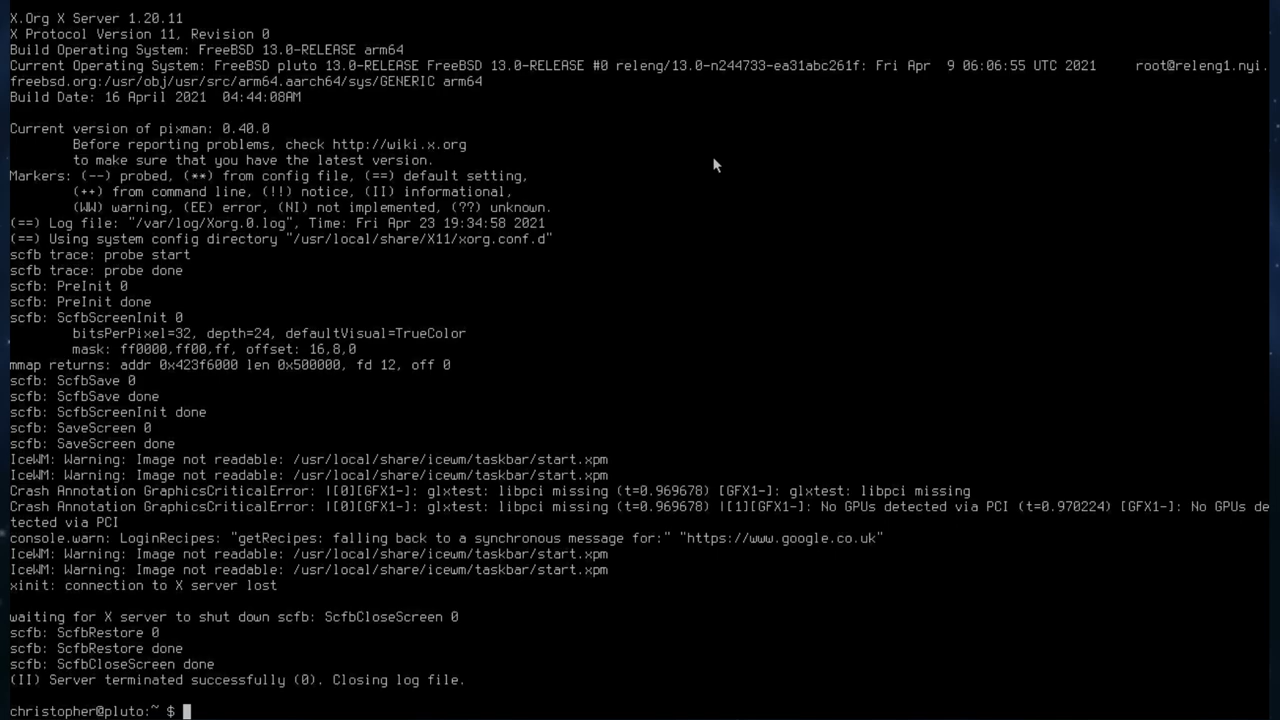 X.Org X Server 1.20.11
X Protocol Version 11, Revision 0
Build Operating System: FreeBSD 13.0-RELEASE arm64
Current Operating System: FreeBSD pluto 13.0-RELEASE FreeBSD 13.0-RELEASE #0 releng/13.0-n244733-ea31abc261f: Fri Apr  9 06:06:55 UTC 2021     root@releng1.nyi.
freebsd.org:/usr/obj/usr/src/arm64.aarch64/sys/GENERIC arm64
Build Date: 16 April 2021  04:44:08AM

Current version of pixman: 0.40.0
        Before reporting problems, check http://wiki.x.org
        to make sure that you have the latest version.
Markers: (--) probed, (**) from config file, (==) default setting,
        (++) from command line, (!!) notice, (II) informational,
        (WW) warning, (EE) error, (NI) not implemented, (??) unknown.
(==) Log file: "/var/log/Xorg.0.log", Time: Fri Apr 23 19:34:58 2021
(==) Using system config directory "/usr/local/share/X11/xorg.conf.d"
scfb trace: probe start
scfb trace: probe done
scfb: PreInit 0
scfb: PreInit done
scfb: ScfbScreenInit 0
        bitsPerPixel=32, depth=24, defaultVisual=TrueColor
        mask: ff0000,ff00,ff, offset: 16,8,0
mmap returns: addr 0x423f6000 len 0x500000, fd 12, off 0
scfb: ScfbSave 0
scfb: ScfbSave done
scfb: ScfbScreenInit done
scfb: SaveScreen 0
scfb: SaveScreen done
IceWM: Warning: Image not readable: /usr/local/share/icewm/taskbar/start.xpm
IceWM: Warning: Image not readable: /usr/local/share/icewm/taskbar/start.xpm
Crash Annotation GraphicsCriticalError: |[0][GFX1-]: glxtest: libpci missing (t=0.969678) [GFX1-]: glxtest: libpci missing
Crash Annotation GraphicsCriticalError: |[0][GFX1-]: glxtest: libpci missing (t=0.969678) |[1][GFX1-]: No GPUs detected via PCI (t=0.970224) [GFX1-]: No GPUs de
tected via PCI
console.warn: LoginRecipes: "getRecipes: falling back to a synchronous message for:" "https://www.google.co.uk"
IceWM: Warning: Image not readable: /usr/local/share/icewm/taskbar/start.xpm
IceWM: Warning: Image not readable: /usr/local/share/icewm/taskbar/start.xpm
xinit: connection to X server lost

waiting for X server to shut down scfb: ScfbCloseScreen 0
scfb: ScfbRestore 0
scfb: ScfbRestore done
scfb: ScfbCloseScreen done
(II) Server terminated successfully (0). Closing log file.

christopher@pluto:~ $